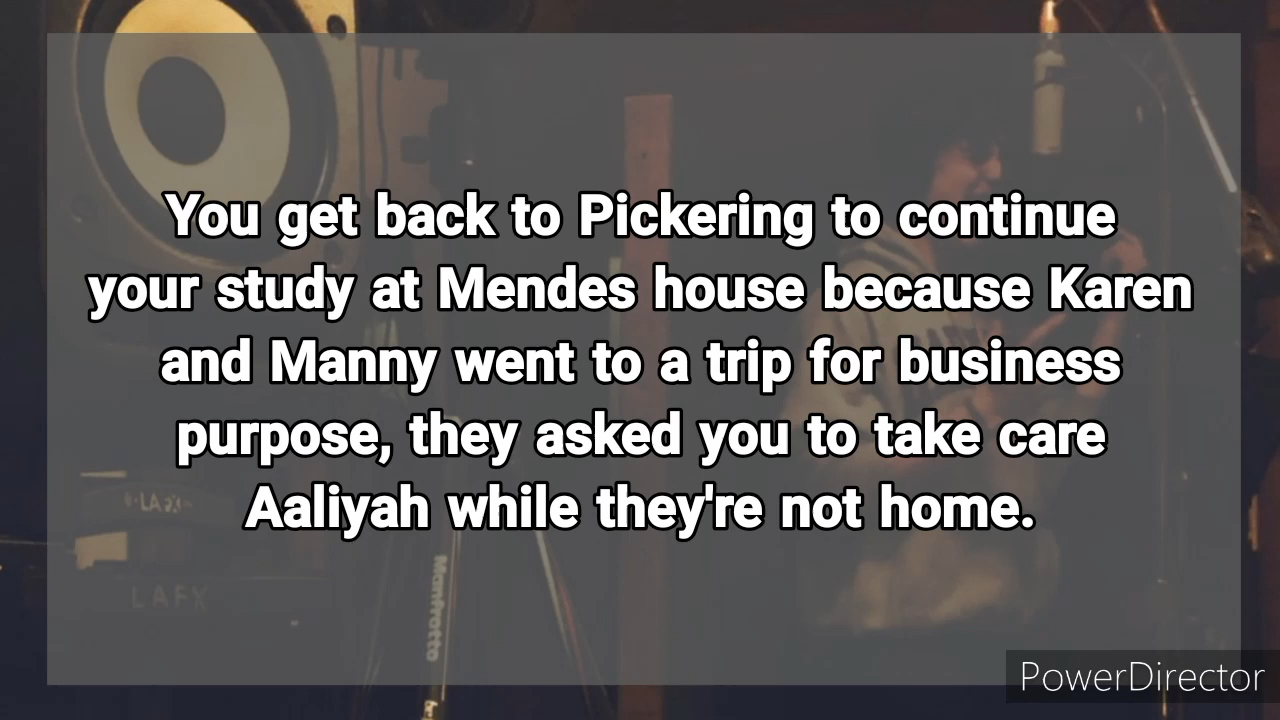 You get back to Pickering to continue
your study at Mendes house because Karen
and Manny went to a trip for business
purpose, they asked you to take care
Aaliyah while they're not home.
Manfrotto
PowerDirector